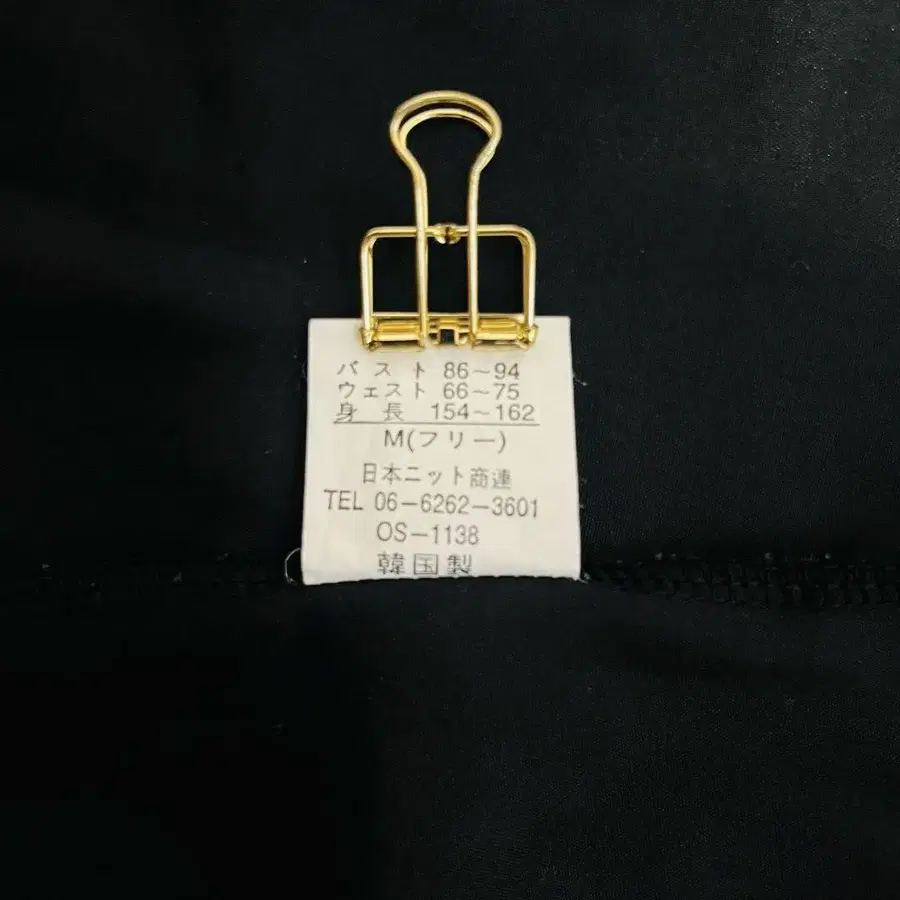 バスト 86〜94
ウェスト 66〜75
身長 154〜162
M(フリー)
日本ニット商連
TEL 06-6262-3601
OS-1138
韓国製